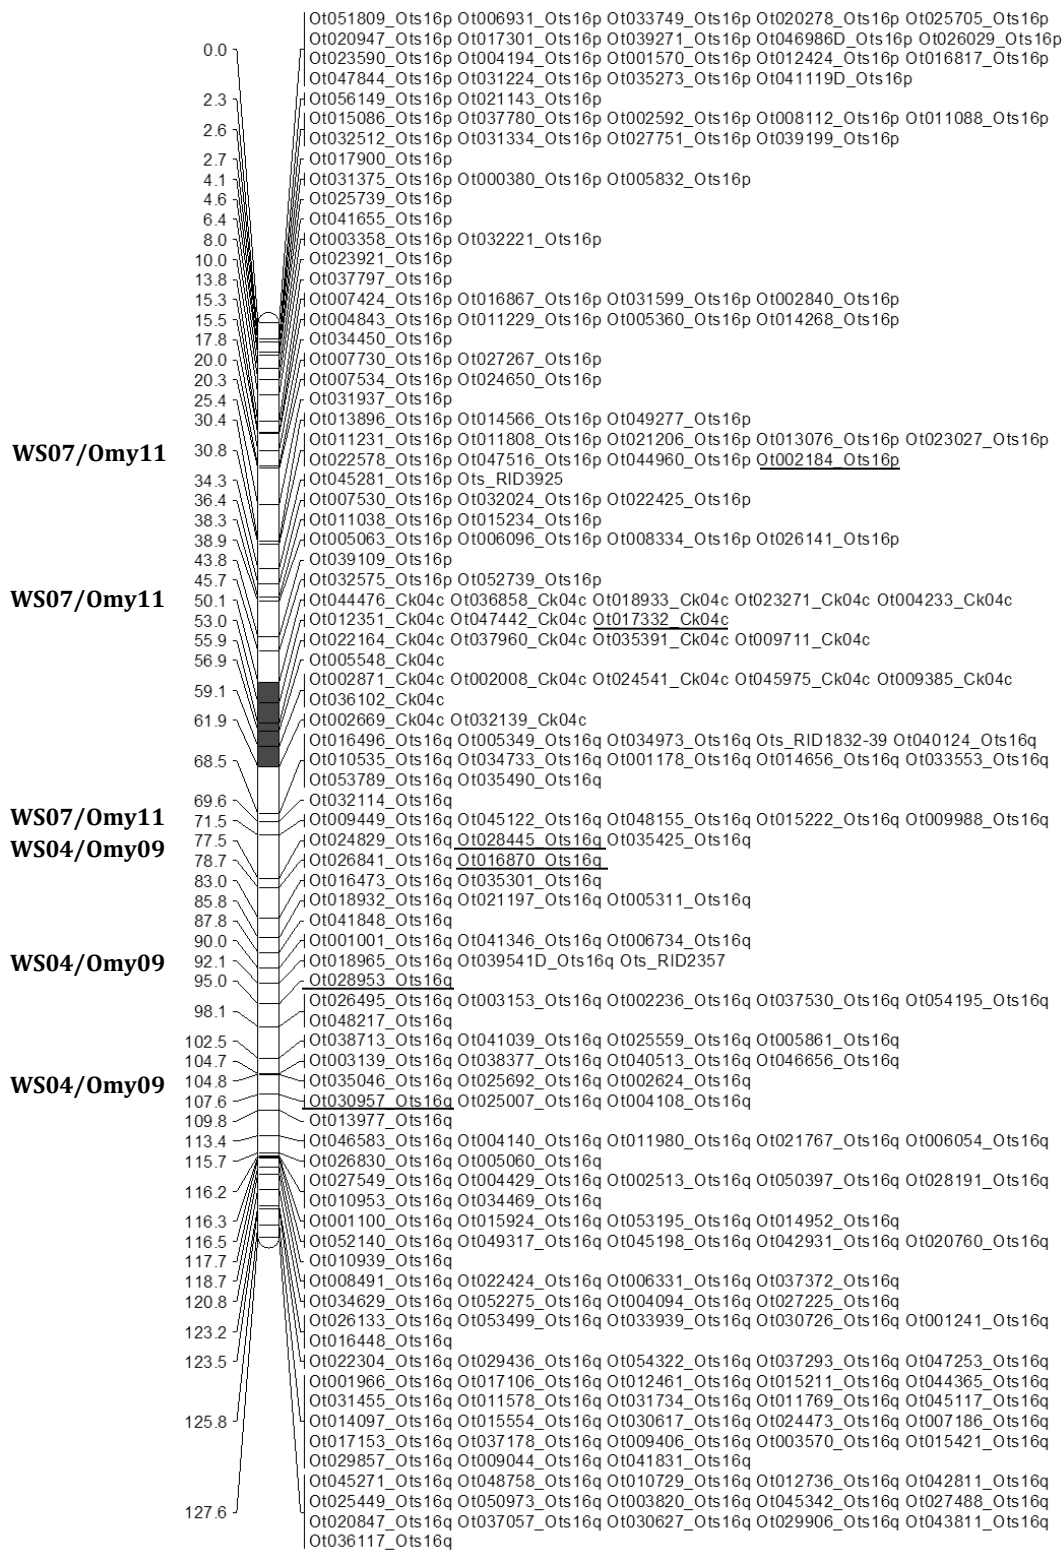 Ot051809_Ots16p Ot006931_Ots16p Ot033749_Ots16p Ot020278_Ots16p Ot025705_Ots16p
Ot020947_Ots16p Ot017301_Ots16p Ot039271_Ots16p Ot046986D_Ots16p Ot026029_Ots16p
0.0 Ot023590_Ots16p Ot004194_Ots16p Ot001570_Ots16p Ot012424_Ots16p Ot016817_Ots16p
Ot047844_Ots16p Ot031224_Ots16p Ot035273_Ots16p Ot041119D_Ots16p
2.3 Ot056149_Ots16p Ot021143_Ots16p
Ot015086_Ots16p Ot037780_Ots16p Ot002592_Ots16p Ot008112_Ots16p Ot011088_Ots16p
2.6 Ot032512_Ots16p Ot031334_Ots16p Ot027751_Ots16p Ot039199_Ots16p
2.7 Ot017900_Ots16p
4.1 Ot031375_Ots16p Ot000380_Ots16p Ot005832_Ots16p
4.6 Ot025739_Ots16p
6.4 Ot041655_Ots16p
8.0 Ot003358_Ots16p Ot032221_Ots16p
10.0 Ot023921_Ots16p
13.8 Ot037797_Ots16p
15.3 Ot007424_Ots16p Ot016867_Ots16p Ot031599_Ots16p Ot002840_Ots16p
15.5 Ot004843_Ots16p Ot011229_Ots16p Ot005360_Ots16p Ot014268_Ots16p
17.8 Ot034450_Ots16p
20.0 Ot007730_Ots16p Ot027267_Ots16p
20.3 Ot007534_Ots16p Ot024650_Ots16p
25.4 Ot031937_Ots16p
30.4 Ot013896_Ots16p Ot014566_Ots16p Ot049277_Ots16p
Ot011231_Ots16p Ot011808_Ots16p Ot021206_Ots16p Ot013076_Ots16p Ot023027_Ots16p
WS07/Omy11 30.8 Ot022578_Ots16p Ot047516_Ots16p Ot044960_Ots16p Ot002184_Ots16p
34.3 Ot045281_Ots16p Ots_RID3925
36.4 Ot007530_Ots16p Ot032024_Ots16p Ot022425_Ots16p
38.3 Ot011038_Ots16p Ot015234_Ots16p
38.9 Ot005063_Ots16p Ot006096_Ots16p Ot008334_Ots16p Ot026141_Ots16p
43.8 Ot039109_Ots16p
45.7 Ot032575_Ots16p Ot052739_Ots16p
WS07/Omy11 50.1 Ot044476_Ck04c Ot036858_Ck04c Ot018933_Ck04c Ot023271_Ck04c Ot004233_Ck04c
53.0 Ot012351_Ck04c Ot047442_Ck04c Ot017332_Ck04c
55.9 Ot022164_Ck04c Ot037960_Ck04c Ot035391_Ck04c Ot009711_Ck04c
56.9 Ot005548_Ck04c
59.1 Ot002871_Ck04c Ot002008_Ck04c Ot024541_Ck04c Ot045975_Ck04c Ot009385_Ck04c
Ot036102_Ck04c
61.9 Ot002669_Ck04c Ot032139_Ck04c
Ot016496_Ots16q Ot005349_Ots16q Ot034973_Ots16q Ots_RID1832-39 Ot040124_Ots16q
68.5 Ot010535_Ots16q Ot034733_Ots16q Ot001178_Ots16q Ot014656_Ots16q Ot033553_Ots16q
Ot053789_Ots16q Ot035490_Ots16q
69.6 Ot032114_Ots16q
WS07/Omy11 71.5 Ot009449_Ots16q Ot045122_Ots16q Ot048155_Ots16q Ot015222_Ots16q Ot009988_Ots16q
WS04/Omy09 77.5 Ot024829_Ots16q Ot028445_Ots16q Ot035425_Ots16q
78.7 Ot026841_Ots16q Ot016870_Ots16q
83.0 Ot016473_Ots16q Ot035301_Ots16q
85.8 Ot018932_Ots16q Ot021197_Ots16q Ot005311_Ots16q
87.8 Ot041848_Ots16q
90.0 Ot001001_Ots16q Ot041346_Ots16q Ot006734_Ots16q
WS04/Omy09 92.1 Ot018965_Ots16q Ot039541D_Ots16q Ots_RID2357
95.0 Ot028953_Ots16q
98.1 Ot026495_Ots16q Ot003153_Ots16q Ot002236_Ots16q Ot037530_Ots16q Ot054195_Ots16q
Ot048217_Ots16q
102.5 Ot038713_Ots16q Ot041039_Ots16q Ot025559_Ots16q Ot005861_Ots16q
104.7 Ot003139_Ots16q Ot038377_Ots16q Ot040513_Ots16q Ot046656_Ots16q
WS04/Omy09 104.8 Ot035046_Ots16q Ot025692_Ots16q Ot002624_Ots16q
107.6 Ot030957_Ots16q Ot025007_Ots16q Ot004108_Ots16q
109.8 Ot013977_Ots16q
113.4 Ot046583_Ots16q Ot004140_Ots16q Ot011980_Ots16q Ot021767_Ots16q Ot006054_Ots16q
115.7 Ot026830_Ots16q Ot005060_Ots16q
116.2 Ot027549_Ots16q Ot004429_Ots16q Ot002513_Ots16q Ot050397_Ots16q Ot028191_Ots16q
Ot010953_Ots16q Ot034469_Ots16q
116.3 Ot001100_Ots16q Ot015924_Ots16q Ot053195_Ots16q Ot014952_Ots16q
116.5 Ot052140_Ots16q Ot049317_Ots16q Ot045198_Ots16q Ot042931_Ots16q Ot020760_Ots16q
117.7 Ot010939_Ots16q
118.7 Ot008491_Ots16q Ot022424_Ots16q Ot006331_Ots16q Ot037372_Ots16q
120.8 Ot034629_Ots16q Ot052275_Ots16q Ot004094_Ots16q Ot027225_Ots16q
123.2 Ot026133_Ots16q Ot053499_Ots16q Ot033939_Ots16q Ot030726_Ots16q Ot001241_Ots16q
Ot016448_Ots16q
123.5 Ot022304_Ots16q Ot029436_Ots16q Ot054322_Ots16q Ot037293_Ots16q Ot047253_Ots16q
Ot001966_Ots16q Ot017106_Ots16q Ot012461_Ots16q Ot015211_Ots16q Ot044365_Ots16q
Ot031455_Ots16q Ot011578_Ots16q Ot031734_Ots16q Ot011769_Ots16q Ot045117_Ots16q
125.8 Ot014097_Ots16q Ot015554_Ots16q Ot030617_Ots16q Ot024473_Ots16q Ot007186_Ots16q
Ot017153_Ots16q Ot037178_Ots16q Ot009406_Ots16q Ot003570_Ots16q Ot015421_Ots16q
Ot029857_Ots16q Ot009044_Ots16q Ot041831_Ots16q
Ot045271_Ots16q Ot048758_Ots16q Ot010729_Ots16q Ot012736_Ots16q Ot042811_Ots16q
Ot025449_Ots16q Ot050973_Ots16q Ot003820_Ots16q Ot045342_Ots16q Ot027488_Ots16q
127.6 Ot020847_Ots16q Ot037057_Ots16q Ot030627_Ots16q Ot029906_Ots16q Ot043811_Ots16q
Ot036117_Ots16q